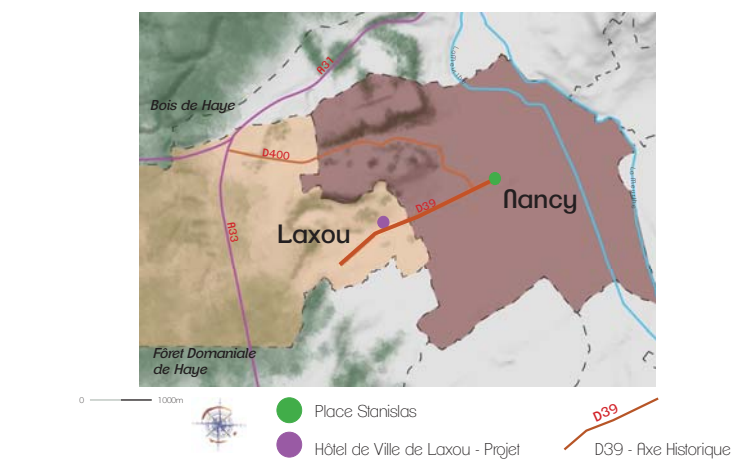 A31
Bois de Haye
D400
D39
Nancy
A33
Laxou
Fôret Domaniale
de Haye
0 1000m
Place Stanislas
D39
Hôtel de Ville de Laxou - Projet
D39 - Axe Historique